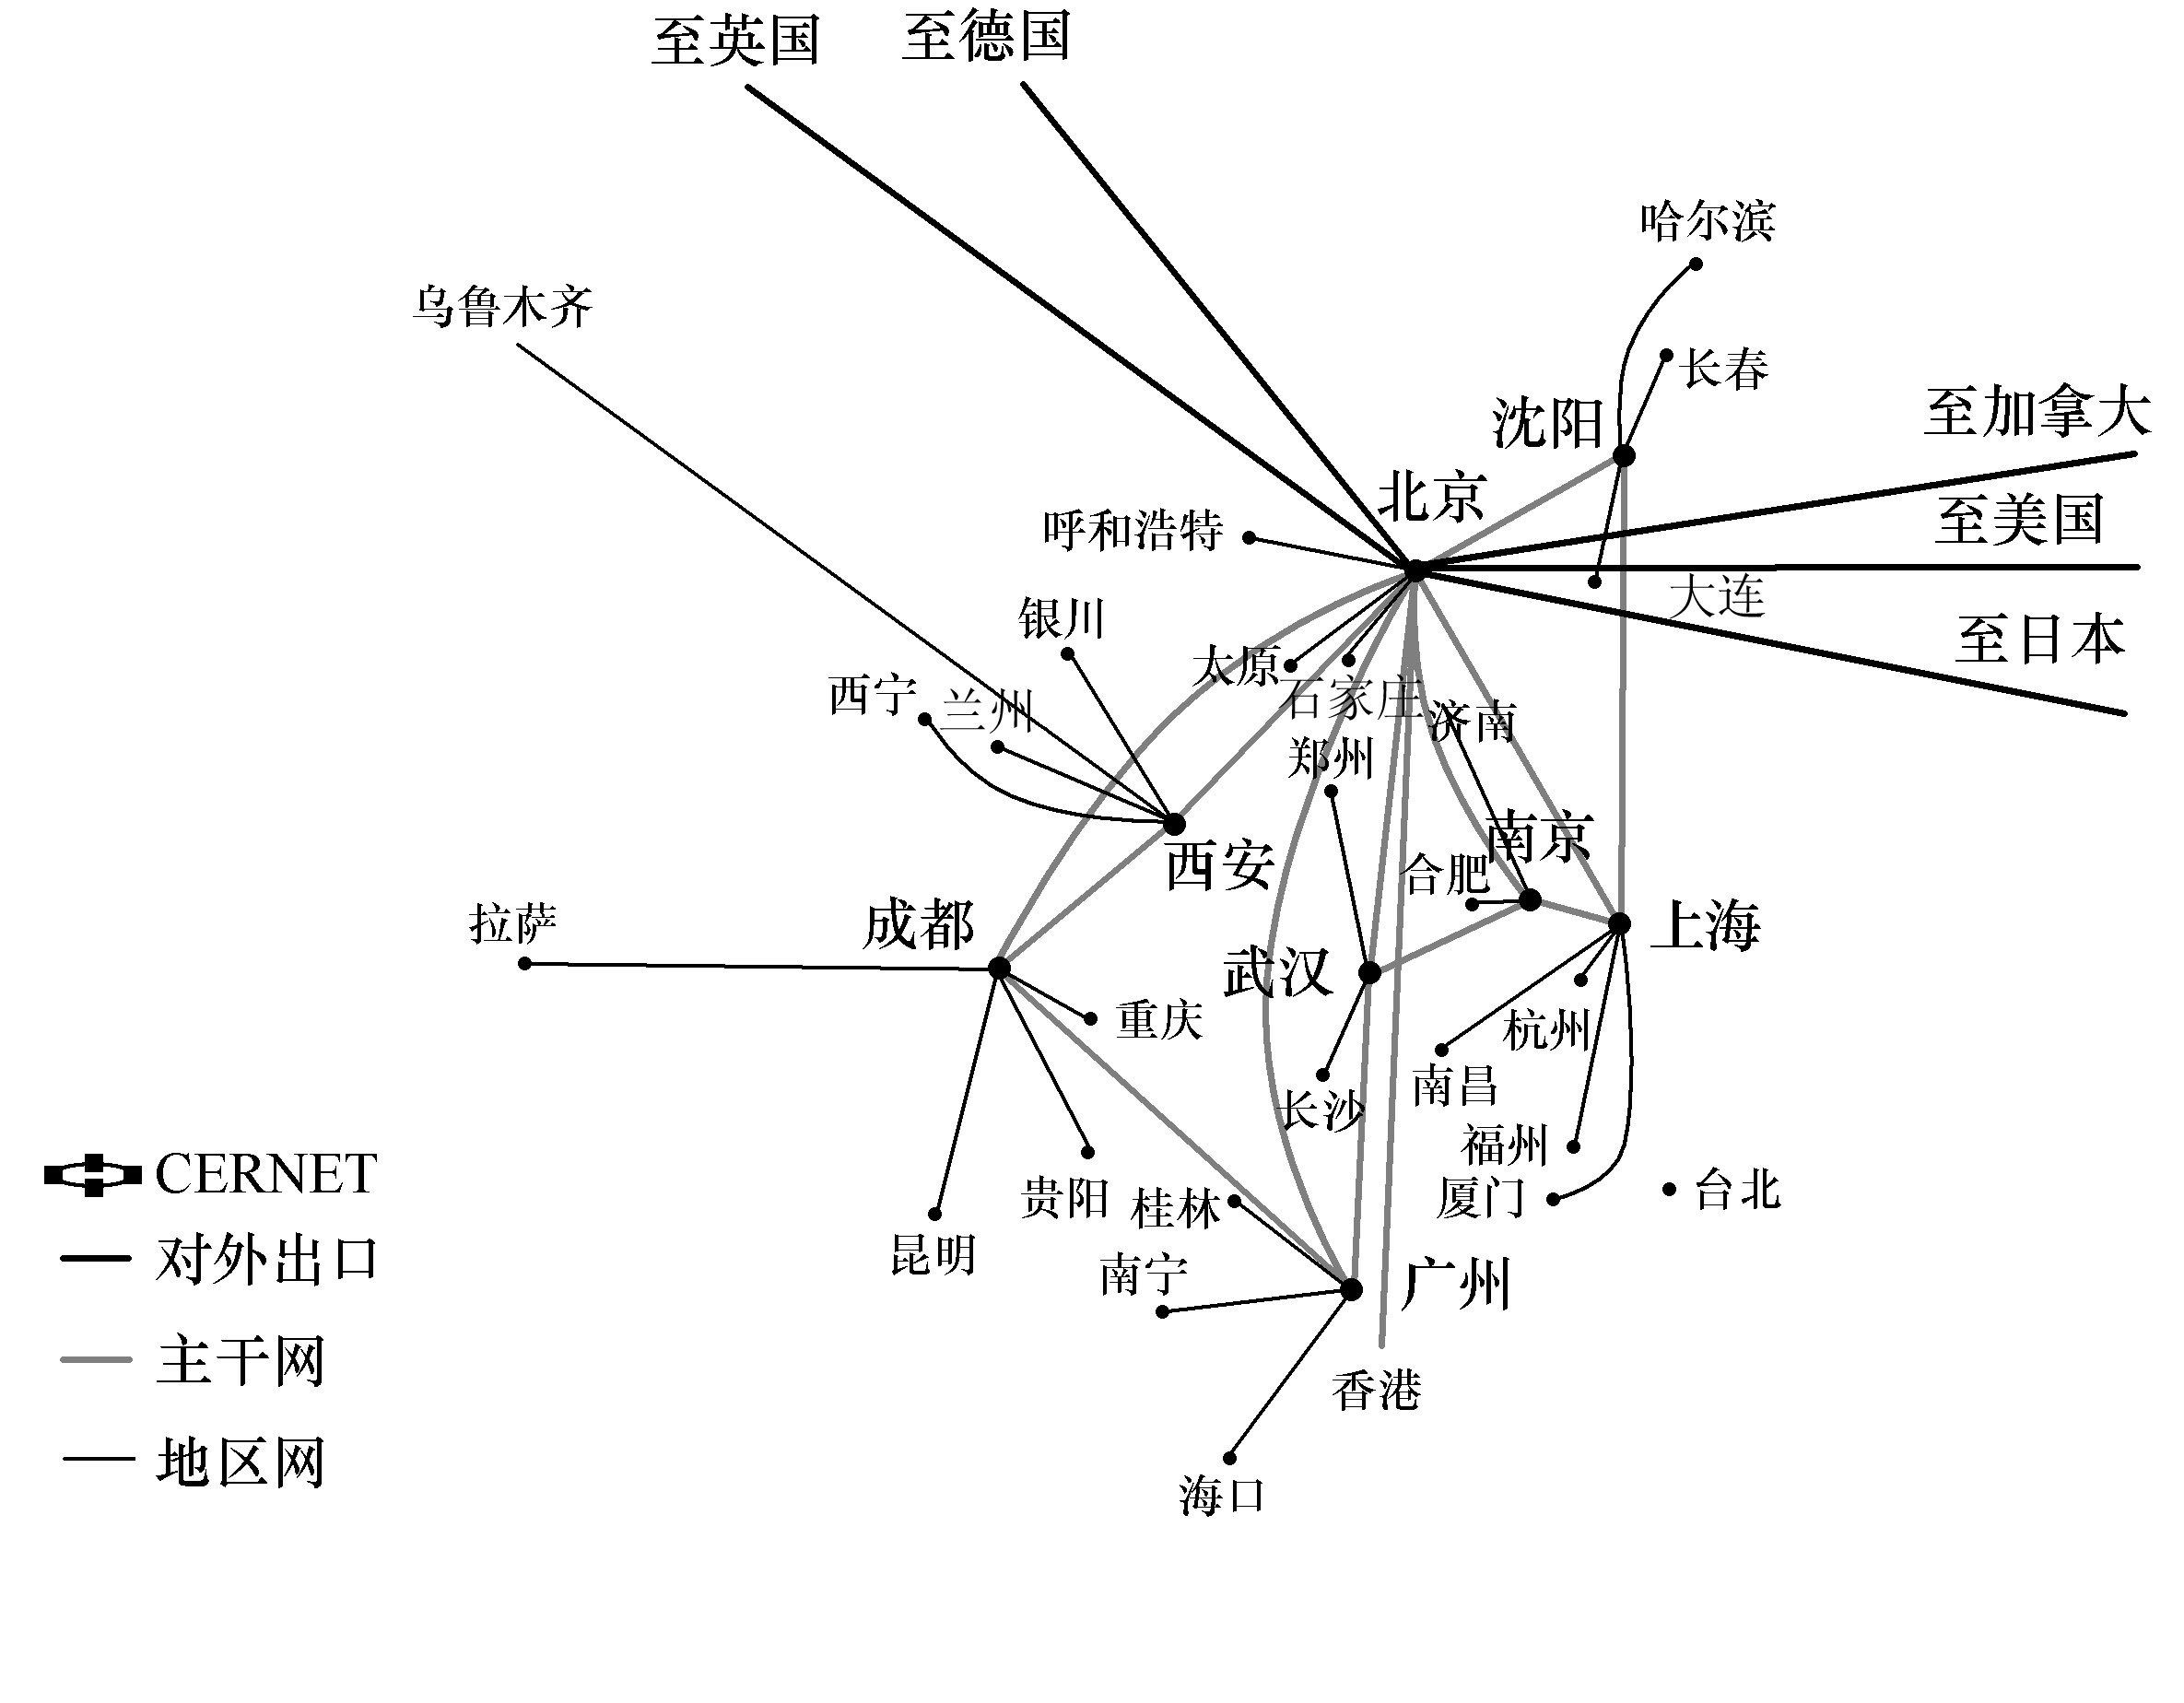 至英国
至德国
哈尔滨
乌鲁木齐
长春
沈阳
至加拿大
北京
至美国
呼和浩特
大连
银川
至日本
太原
西宁
兰州
石家庄
济南
郑州
南京
西安
合肥
拉萨
成都
上海
武汉
重庆
杭州
南昌
长沙
福州
CERNET
贵阳
桂林
厦门
台北
昆明
对外出口
南宁
广州
主干网
香港
地区网
海口